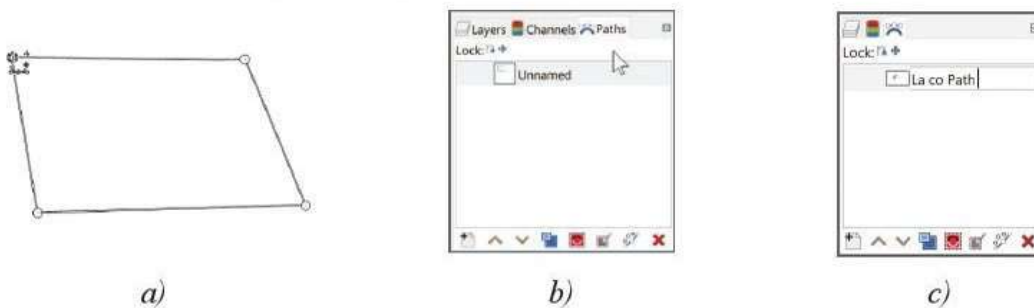 Layers Channels Paths
Lock:
Unnamed
Lock:
La co Path
a)
b)
c)